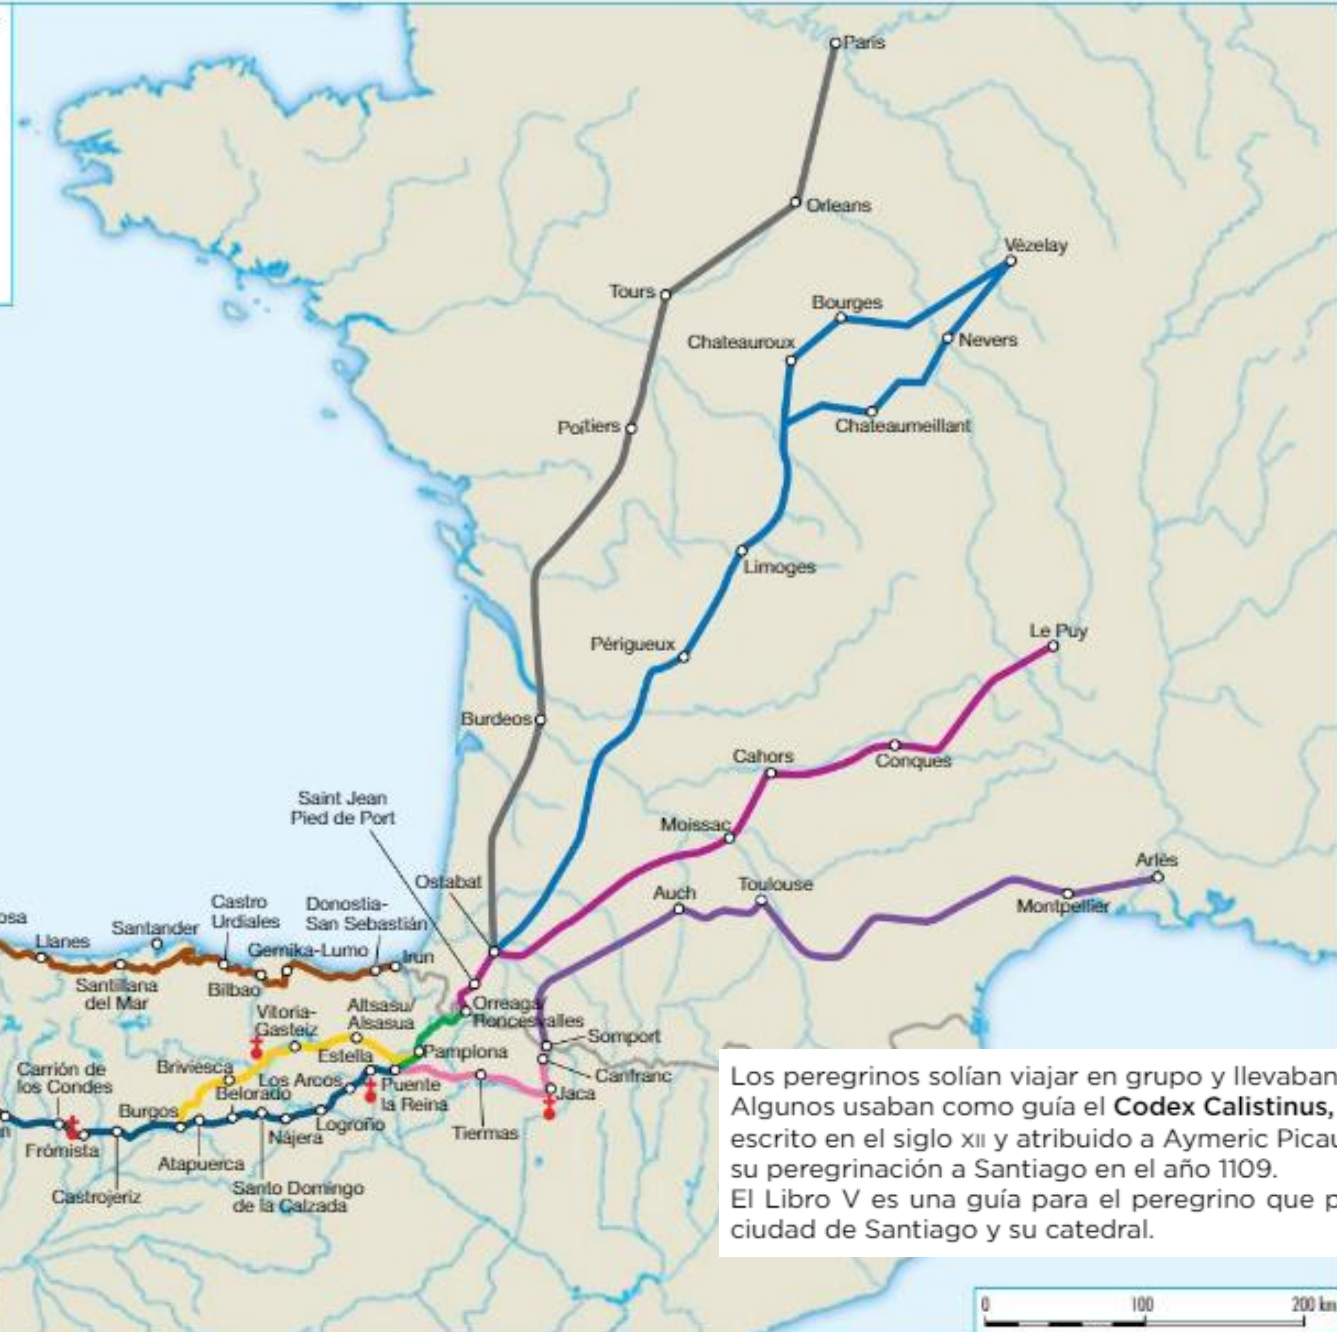 Paris
Orleans
Vézelay
Tours
Bourges
Chateauroux
Nevers
Poitiers
Chateaumeillant
Limoges
Périgueux
Le Puy
Burdeos
Cahors
Conques
Saint Jean
Pied de Port
Moissac
Ostabat
Auch
Toulouse
Arlès
Montpellier
osa
Llanes
Santander
Castro
Urdiales
Donostia-
San Sebastián
Gernika-Lumo
Irun
Santillana
del Mar
Bilbao
Vitoria-
Gasteiz
Altsasu/
Alsasua
Orreaga/
Roncesvalles
Somport
Estella
Pamplona
Canfranc
Carrión de
los Condes
Briviesca
Los Arcos
Puente
la Reina
Jaca
Burgos
Belorado
Logroño
Tiermas
Nájera
Frómista
Atapuerca
Castrojeriz
Santo Domingo
de la Calzada
Los peregrinos solían viajar en grupo y llevaban
Algunos usaban como guía el Codex Calistinus,
escrito en el siglo XII y atribuido a Aymeric Picau
su peregrinación a Santiago en el año 1109.
El Libro V es una guía para el peregrino que p
ciudad de Santiago y su catedral.
0 100 200 km